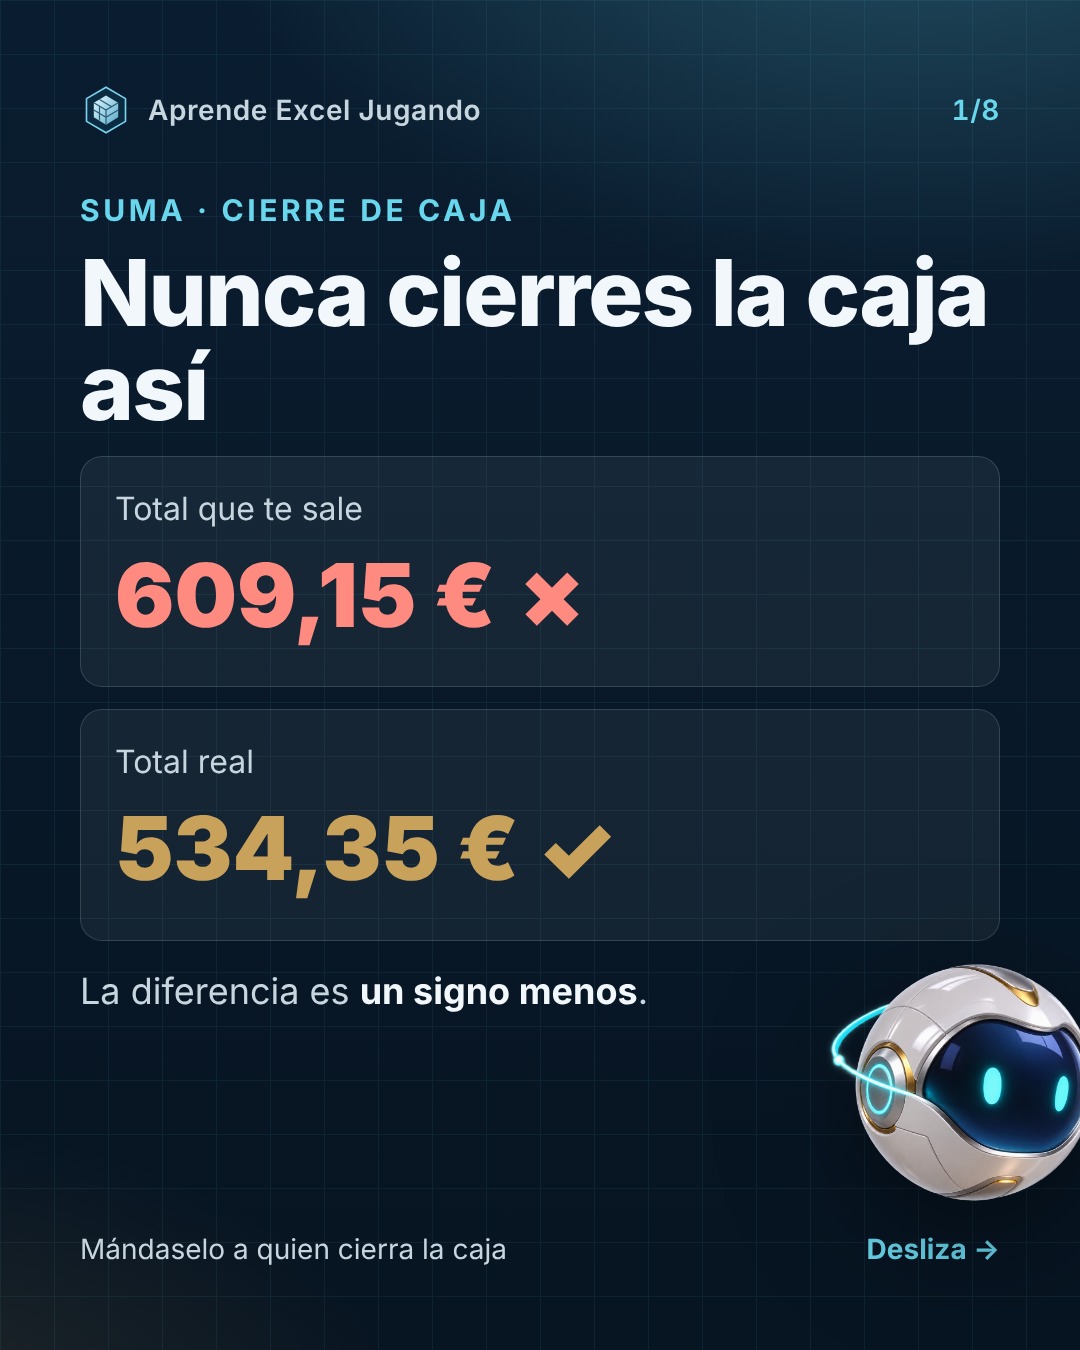 Aprende Excel Jugando
1/8
SUMA · CIERRE DE CAJA
Nunca cierres la caja
así
Total que te sale
609,15 € ✖
Total real
534,35 € ✔
La diferencia es un signo menos.
Mándaselo a quien cierra la caja
Desliza →